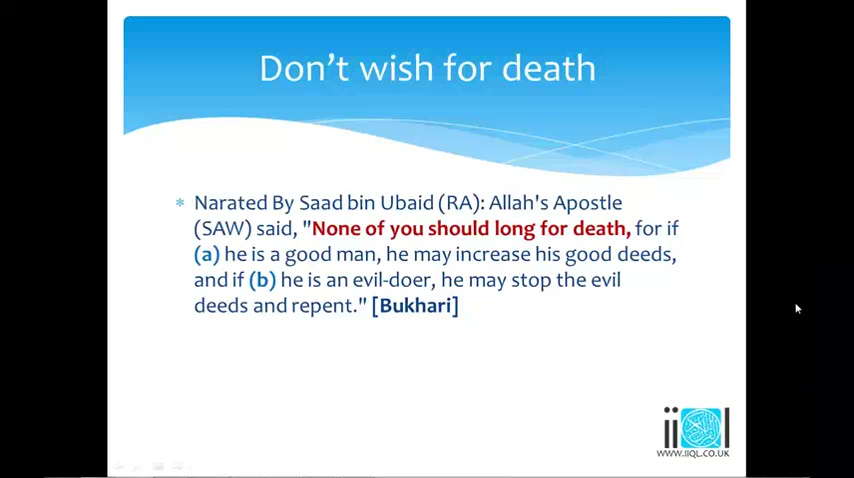 Don't wish for death
Narated By Saad bin Ubaid (RA): Allah's Apostle
(SAW) said, "None of you should long for death, for if
(a) he is a good man, he may increase his good deeds,
and if (b) he is an evil-doer, he may stop the evil
deeds and repent." [Bukhari]
iiql
WWW.IIQL.CO.UK